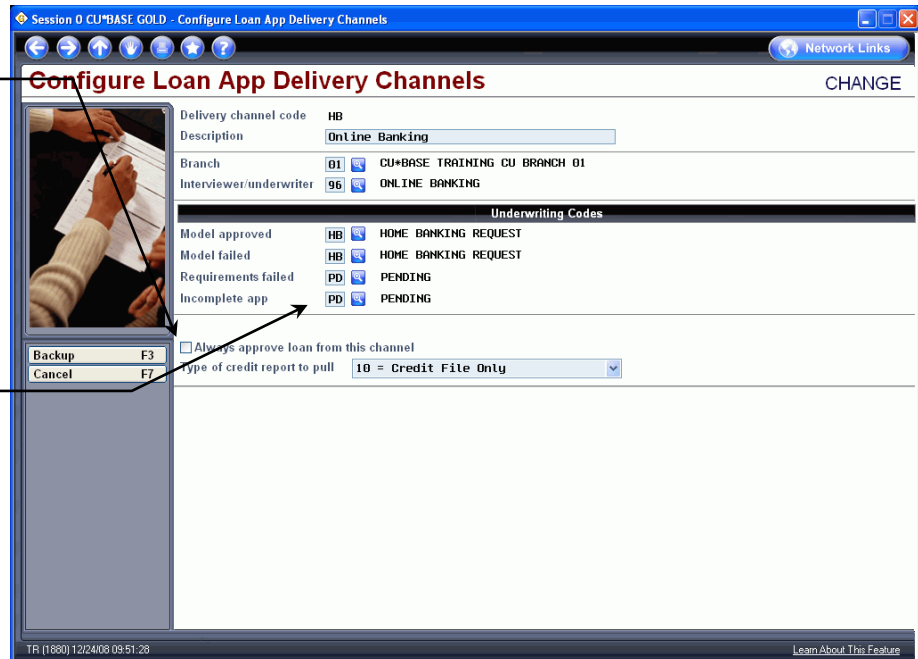 Session 0 CU*BASE GOLD - Configure Loan App Delivery Channels
Network Links
Configure Loan App Delivery Channels
CHANGE
Delivery channel code HB
Description Online Banking
Branch 01 CU*BASE TRAINING CU BRANCH 01
Interviewer/underwriter 96 ONLINE BANKING
Underwriting Codes
Model approved HB HOME BANKING REQUEST
Model failed HB HOME BANKING REQUEST
Requirements failed PD PENDING
Incomplete app PD PENDING
Always approve loan from this channel
Type of credit report to pull 10 = Credit File Only
Backup F3
Cancel F7
TR (1880) 12/24/08 09:51:28
Learn About This Feature